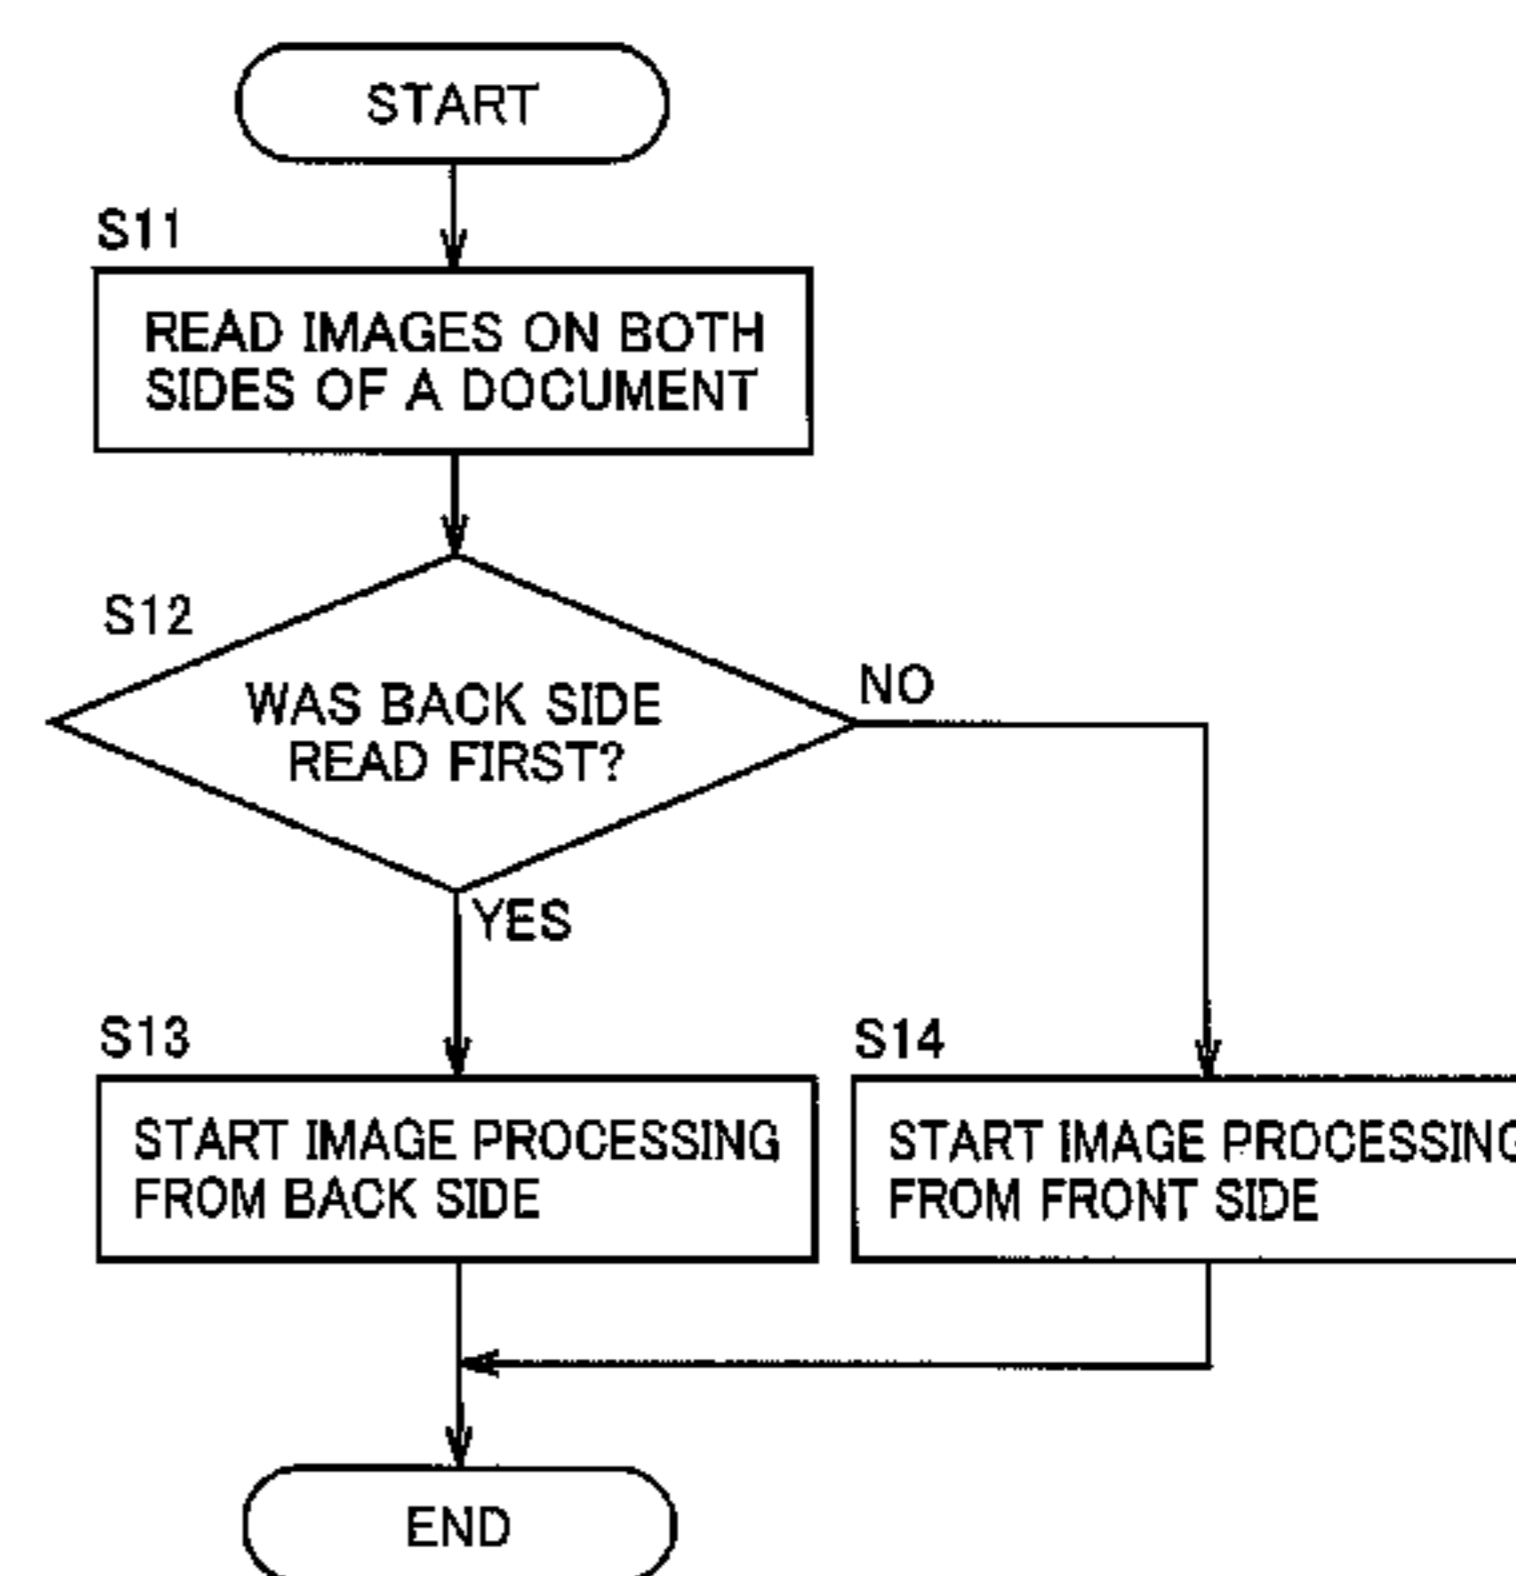 START
S11
READ IMAGES ON BOTH
SIDES OF A DOCUMENT
S12
WAS BACK SIDE
READ FIRST?
NO
YES
S13
START IMAGE PROCESSING
FROM BACK SIDE
S14
START IMAGE PROCESSING
FROM FRONT SIDE
END